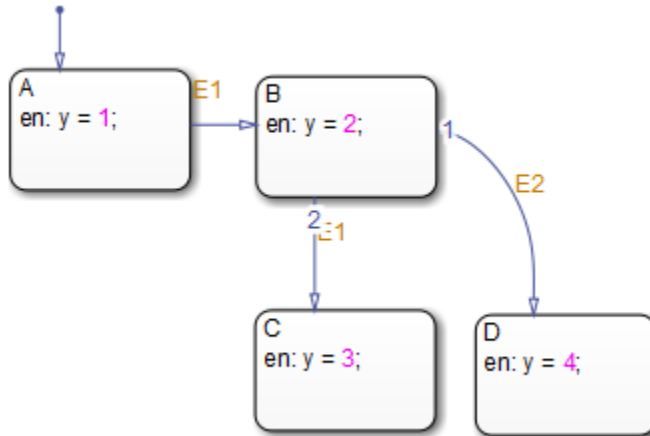 A
en: y = 1;
E1
B
en: y = 2;
1
E2
2
E1
C
en: y = 3;
D
en: y = 4;